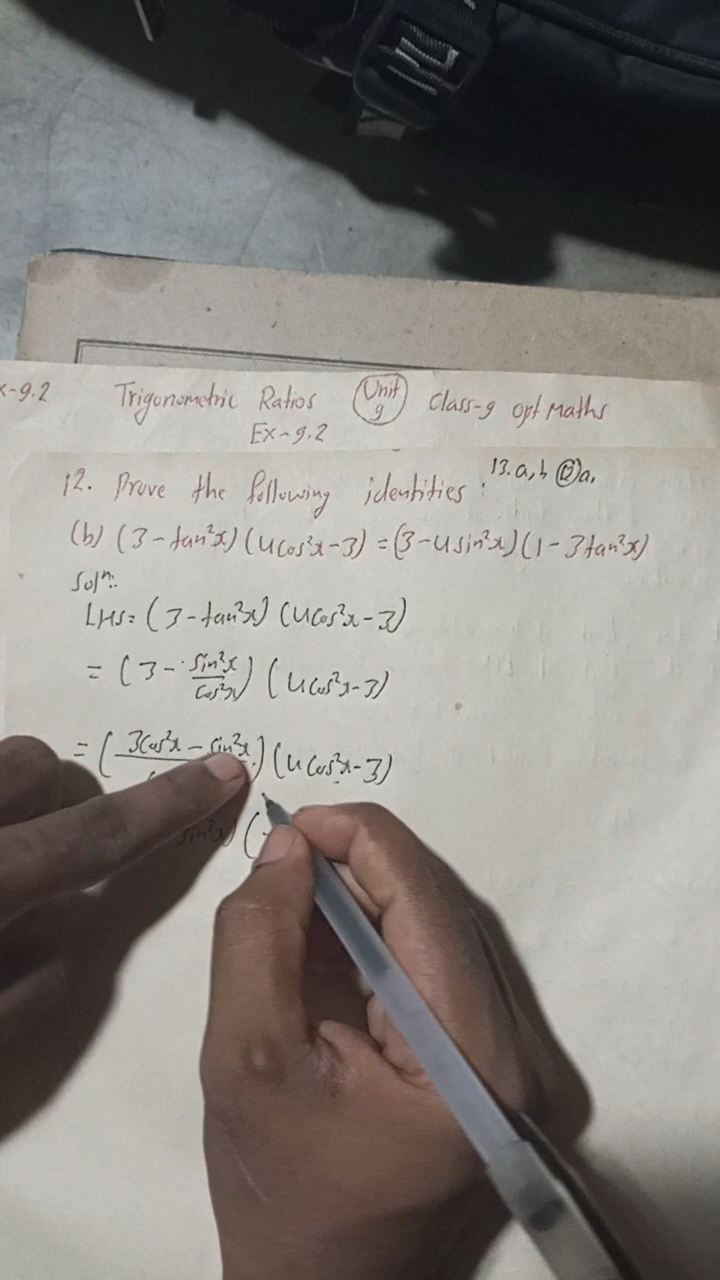 x-9.2 Trigonometric Ratios Unit 9 Class-9 opt Maths
Ex-9.2
12. Prove the following identities: 13. a, b ⑫a,
(b) (3-tan²x)(4cos²x-3) = (3-4sin²x)(1-3tan²x)
Solⁿ:
LHS = (3-tan²x) (4cos²x-3)
= (3 - sin²x/cos²x) (4cos²x-3)
= (3cos²x - sin²x/ ) (4cos²x-3)
sin²x) (